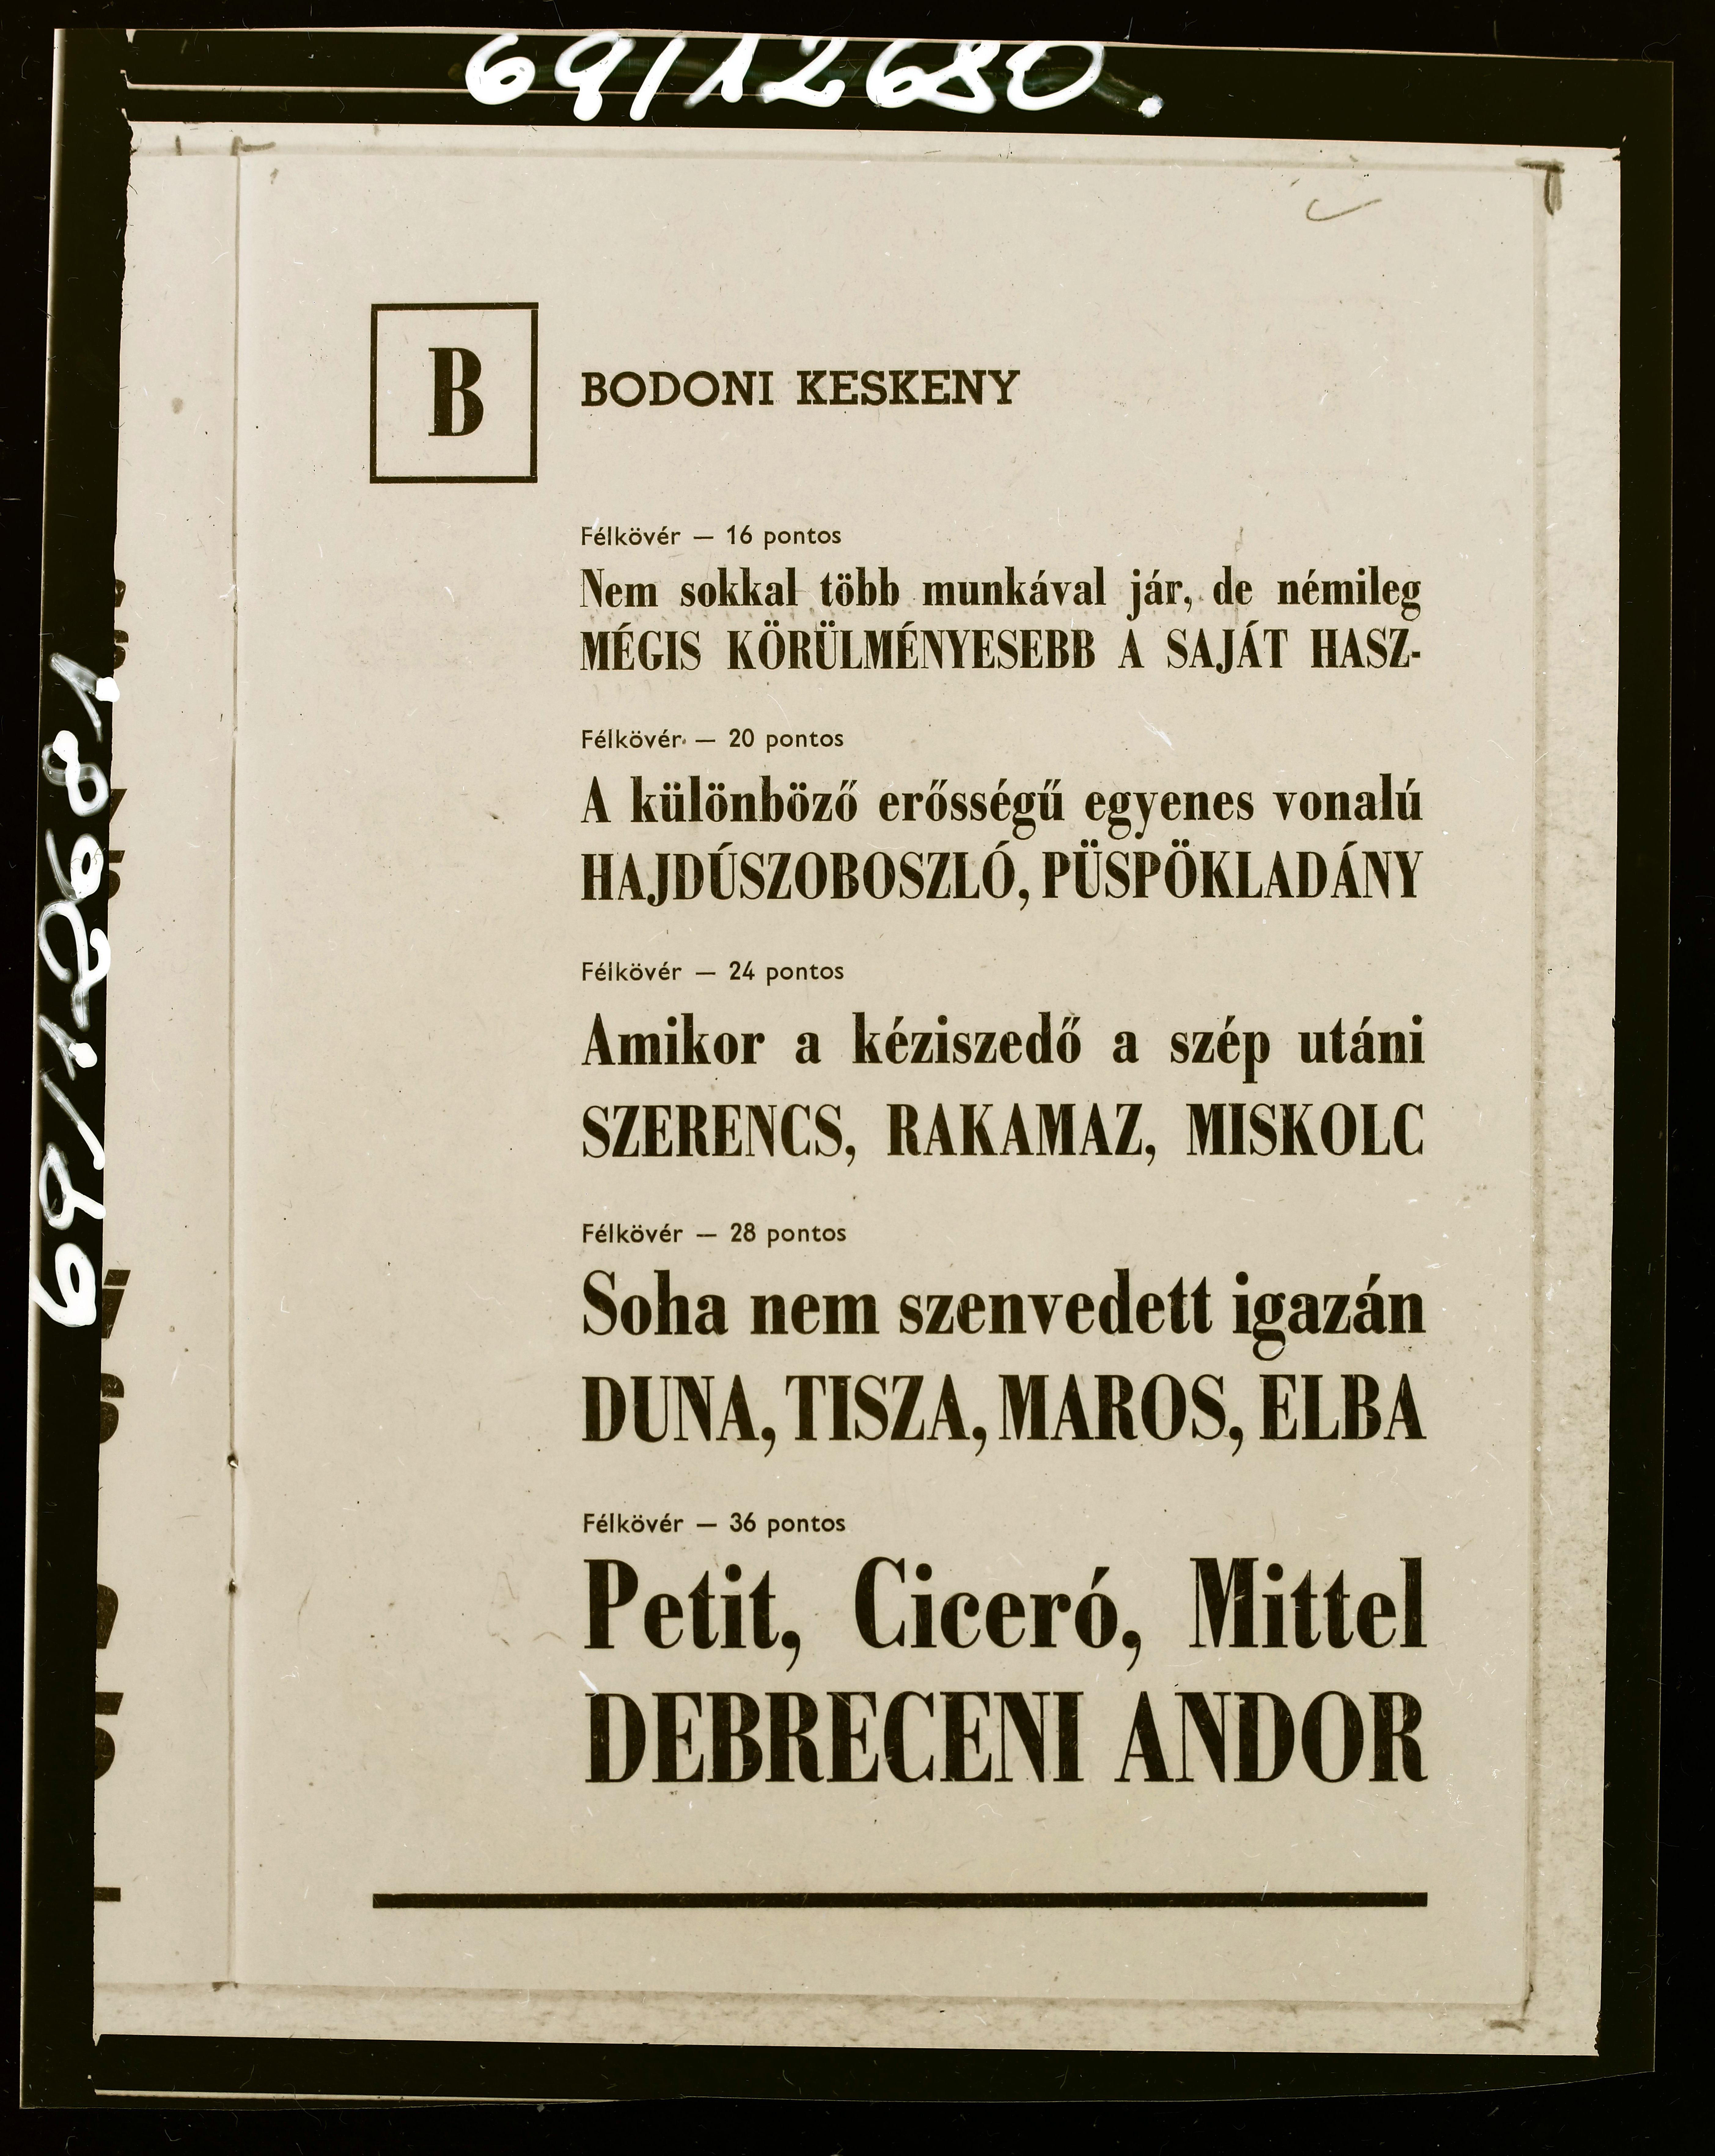 69/12680.
69/12681.
B
BODONI KESKENY
Félkövér — 16 pontos
Nem sokkal több munkával jár, de némileg
MÉGIS KÖRÜLMÉNYESEBB A SAJÁT HASZ-
Félkövér — 20 pontos
A különböző erősségű egyenes vonalú
HAJDÚSZOBOSZLÓ, PÜSPÖKLADÁNY
Félkövér — 24 pontos
Amikor a kéziszedő a szép utáni
SZERENCS, RAKAMAZ, MISKOLC
Félkövér — 28 pontos
Soha nem szenvedett igazán
DUNA, TISZA, MAROS, ELBA
Félkövér — 36 pontos
Petit, Ciceró, Mittel
DEBRECENI ANDOR